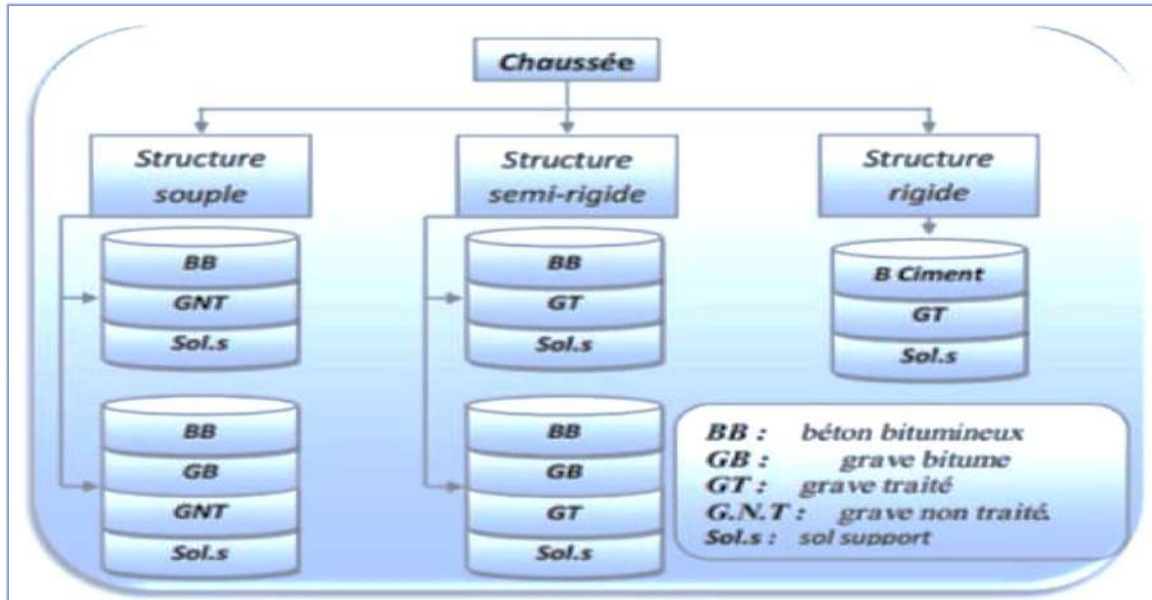 Chaussée
Structure
souple
Structure
semi-rigide
Structure
rigide
BB
GNT
Sol.s
BB
GT
Sol.s
B Ciment
GT
Sol.s
BB
GB
GNT
Sol.s
BB
GB
GT
Sol.s
BB : béton bitumineux
GB : grave bitume
GT : grave traité
G.N.T : grave non traité.
Sol.s : sol support